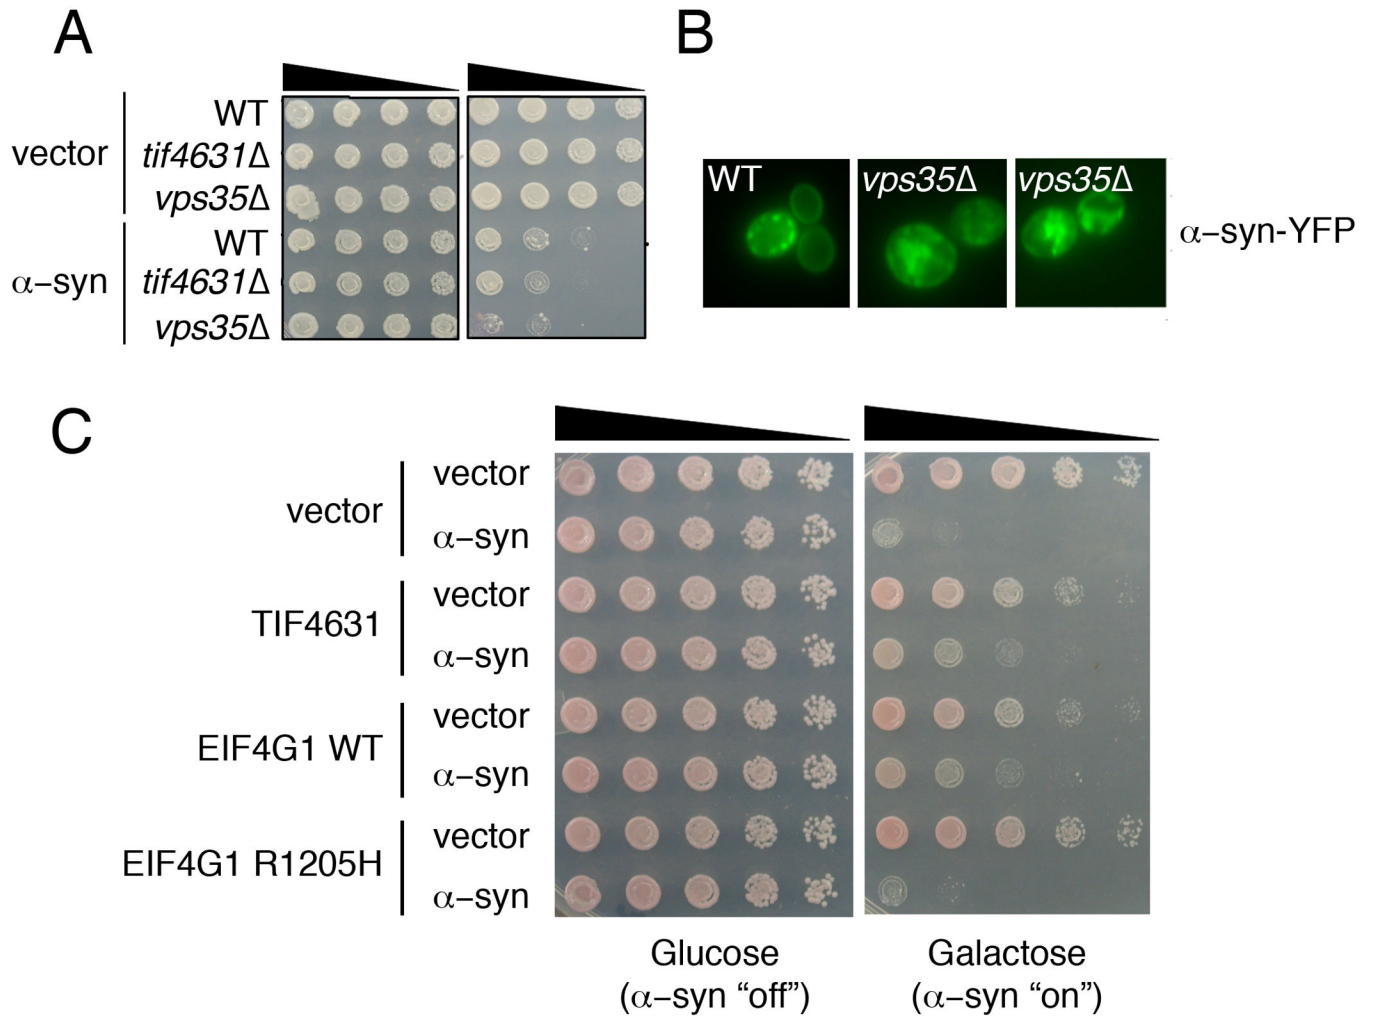 A
B
vector
WT
tif4631Δ
vps35Δ
α-syn
WT
tif4631Δ
vps35Δ
WT
vps35Δ
vps35Δ
α-syn-YFP
C
vector
vector
α-syn
TIF4631
vector
α-syn
EIF4G1 WT
vector
α-syn
EIF4G1 R1205H
vector
α-syn
Glucose
(α-syn “off”)
Galactose
(α-syn “on”)